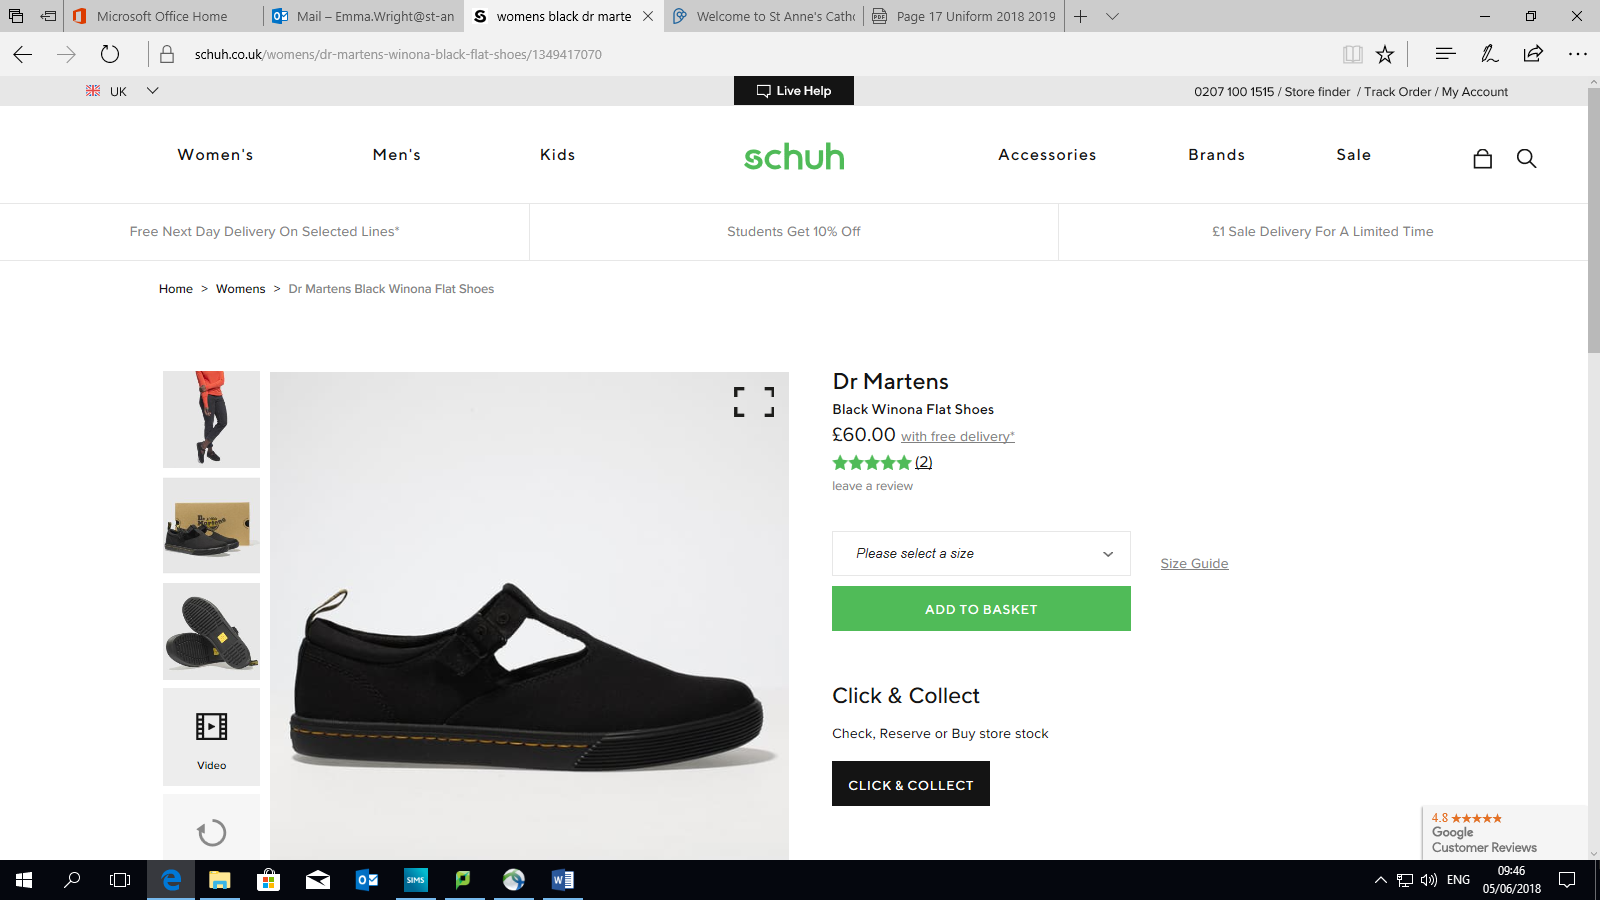 Microsoft Office Home
Mail – Emma.Wright@st-an
womens black dr marte
Welcome to St Anne's Catho
Page 17 Uniform 2018 2019
schuh.co.uk/womens/dr-martens-winona-black-flat-shoes/1349417070
UK
Live Help
0207 100 1515 / Store finder / Track Order / My Account
Women's
Men's
Kids
schuh
Accessories
Brands
Sale
Free Next Day Delivery On Selected Lines*
Students Get 10% Off
£1 Sale Delivery For A Limited Time
Home > Womens > Dr Martens Black Winona Flat Shoes
Dr Martens
Black Winona Flat Shoes
£60.00 with free delivery*
(2)
leave a review
Please select a size
Size Guide
ADD TO BASKET
Click & Collect
Check, Reserve or Buy store stock
CLICK & COLLECT
Video
4.8
Google
Customer Reviews
SIMS
ENG
09:46
05/06/2018